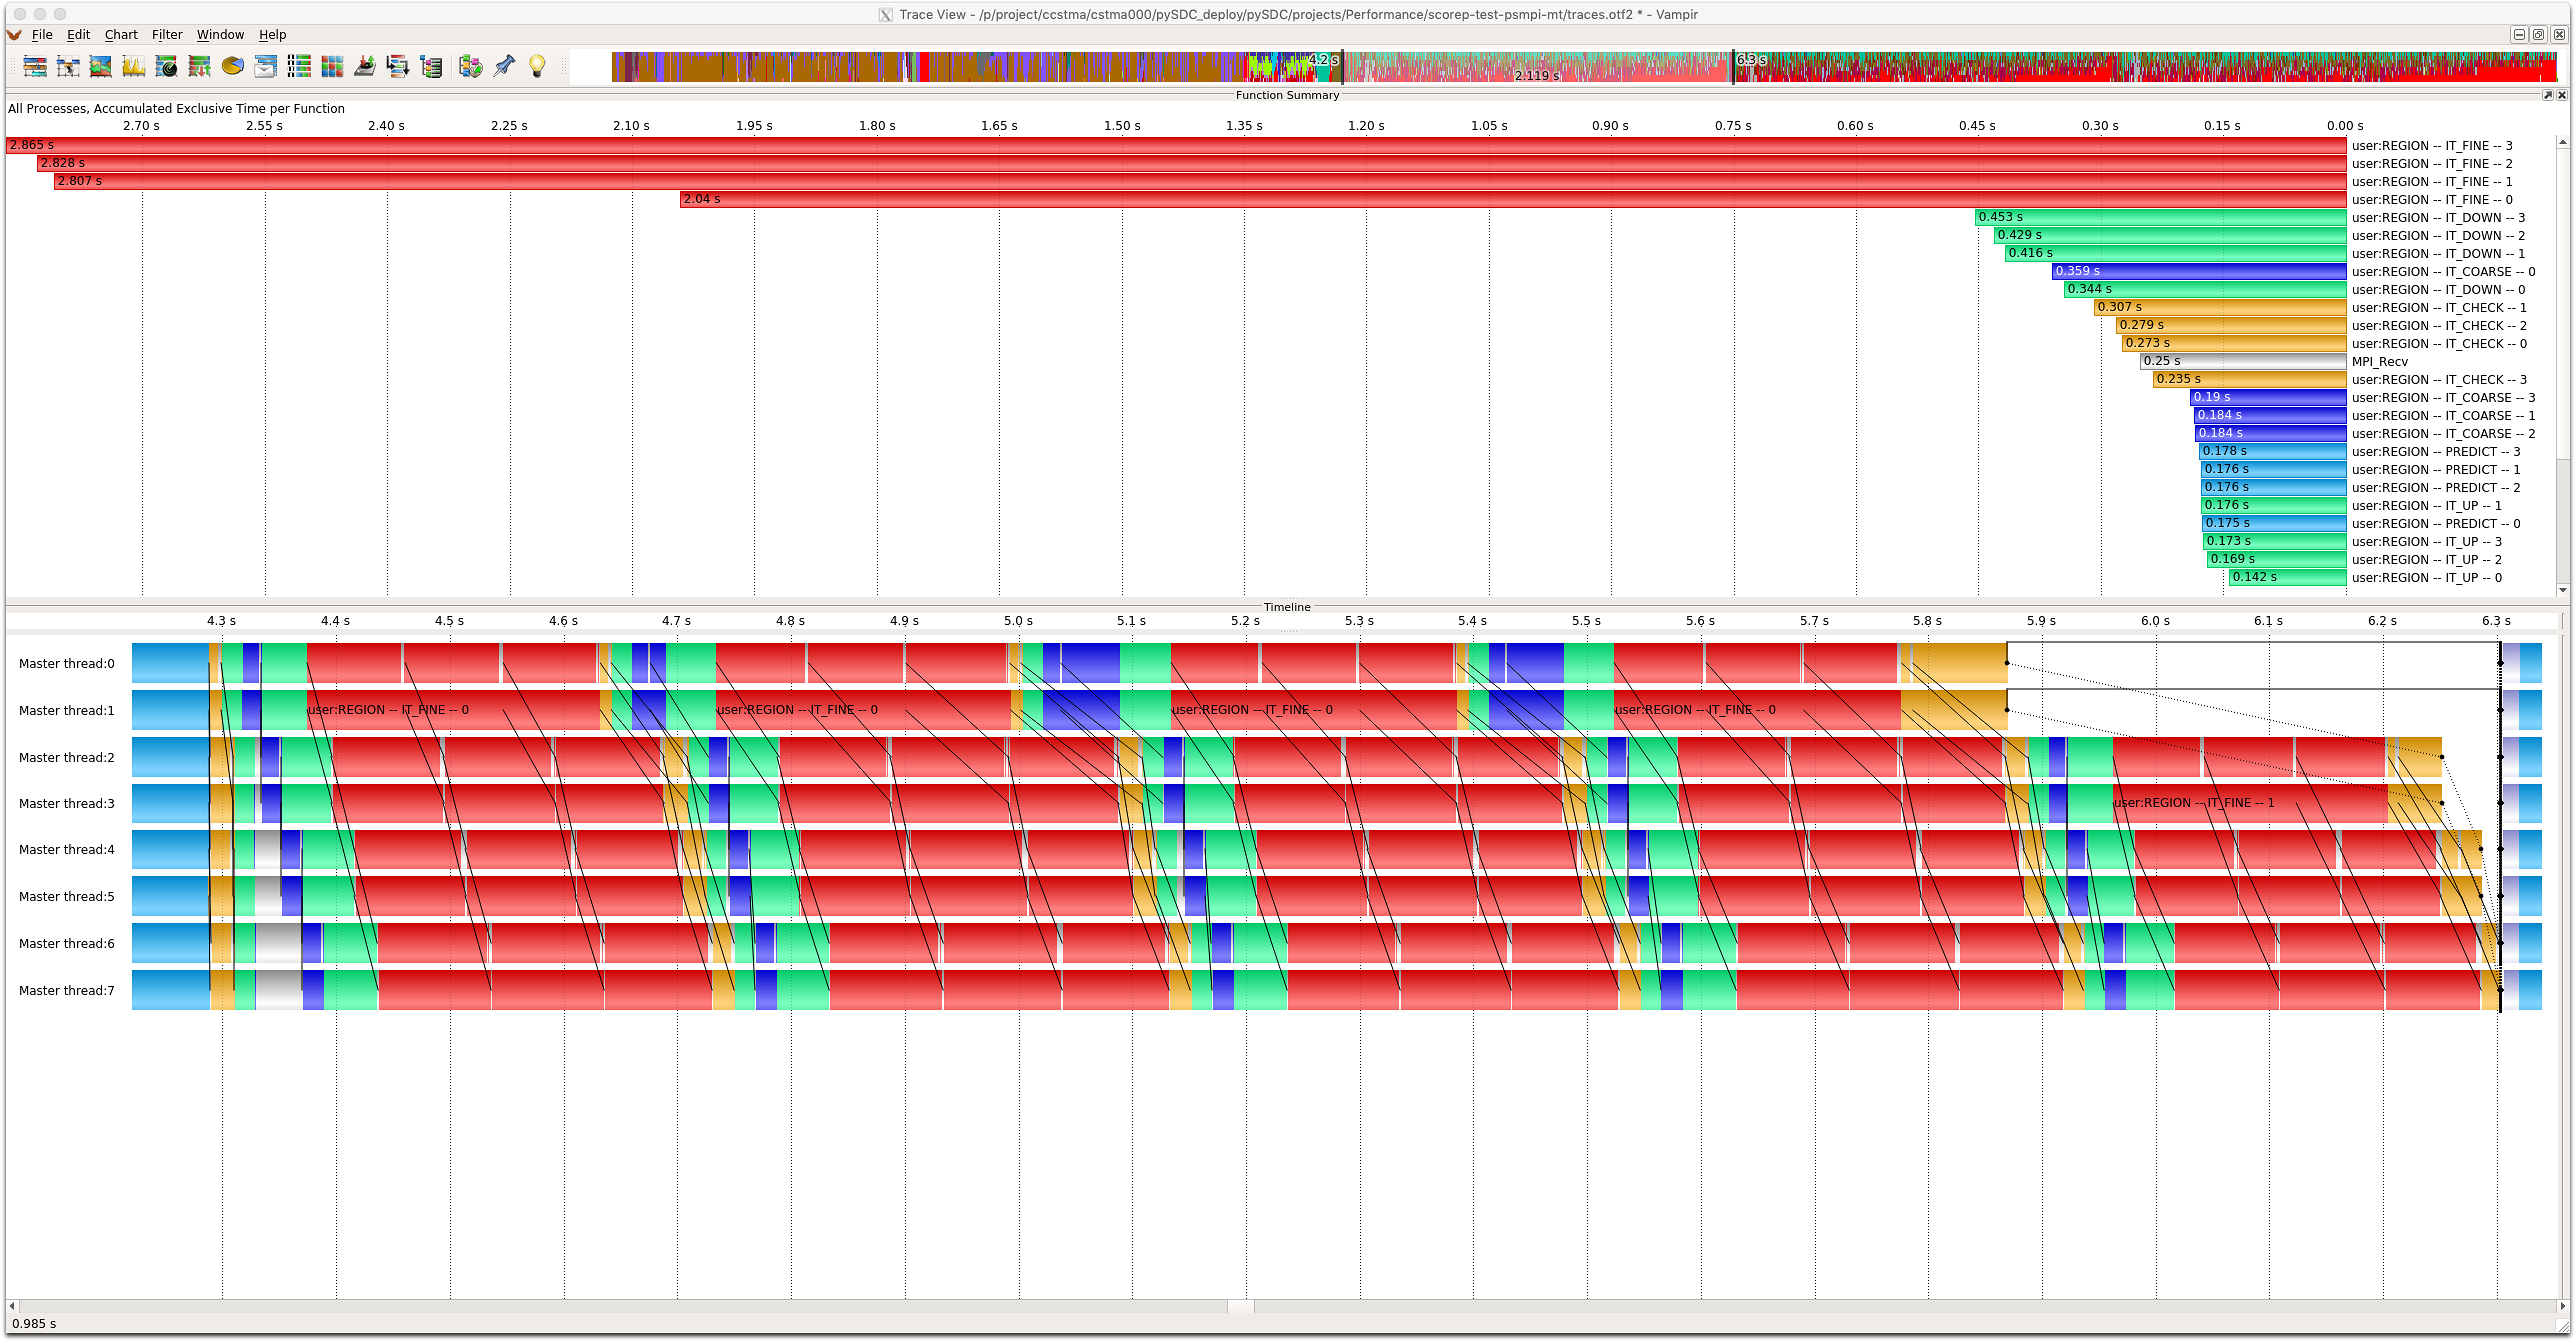 Trace View - /p/project/ccstma/cstma000/pySDC_deploy/pySDC/projects/Performance/scorep-test-psmpi-mt/traces.otf2 * - Vampir
File Edit Chart Filter Window Help
4.2 s 2.119 s 6.3 s
Function Summary
All Processes, Accumulated Exclusive Time per Function
2.70 s 2.55 s 2.40 s 2.25 s 2.10 s 1.95 s 1.80 s 1.65 s 1.50 s 1.35 s 1.20 s 1.05 s 0.90 s 0.75 s 0.60 s 0.45 s 0.30 s 0.15 s 0.00 s
2.865 s user:REGION -- IT_FINE -- 3
2.828 s user:REGION -- IT_FINE -- 2
2.807 s user:REGION -- IT_FINE -- 1
2.04 s user:REGION -- IT_FINE -- 0
0.453 s user:REGION -- IT_DOWN -- 3
0.429 s user:REGION -- IT_DOWN -- 2
0.416 s user:REGION -- IT_DOWN -- 1
0.359 s user:REGION -- IT_COARSE -- 0
0.344 s user:REGION -- IT_DOWN -- 0
0.307 s user:REGION -- IT_CHECK -- 1
0.279 s user:REGION -- IT_CHECK -- 2
0.273 s user:REGION -- IT_CHECK -- 0
0.25 s MPI_Recv
0.235 s user:REGION -- IT_CHECK -- 3
0.19 s user:REGION -- IT_COARSE -- 3
0.184 s user:REGION -- IT_COARSE -- 1
0.184 s user:REGION -- IT_COARSE -- 2
0.178 s user:REGION -- PREDICT -- 3
0.176 s user:REGION -- PREDICT -- 1
0.176 s user:REGION -- PREDICT -- 2
0.176 s user:REGION -- IT_UP -- 1
0.175 s user:REGION -- PREDICT -- 0
0.173 s user:REGION -- IT_UP -- 3
0.169 s user:REGION -- IT_UP -- 2
0.142 s user:REGION -- IT_UP -- 0
Timeline
4.3 s 4.4 s 4.5 s 4.6 s 4.7 s 4.8 s 4.9 s 5.0 s 5.1 s 5.2 s 5.3 s 5.4 s 5.5 s 5.6 s 5.7 s 5.8 s 5.9 s 6.0 s 6.1 s 6.2 s 6.3 s
Master thread:0
Master thread:1 user:REGION -- IT_FINE -- 0 user:REGION -- IT_FINE -- 0 user:REGION -- IT_FINE -- 0 user:REGION -- IT_FINE -- 0
Master thread:2
Master thread:3 user:REGION -- IT_FINE -- 1
Master thread:4
Master thread:5
Master thread:6
Master thread:7
0.985 s